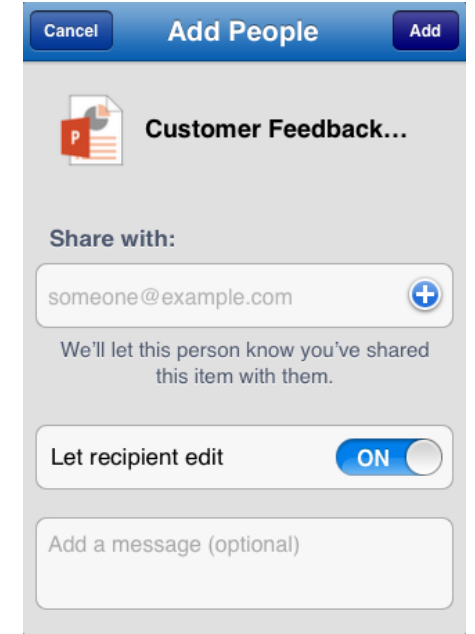 Cancel Add People Add
P
Customer Feedback...
Share with:
someone@example.com
We'll let this person know you've shared
this item with them.
Let recipient edit ON
Add a message (optional)